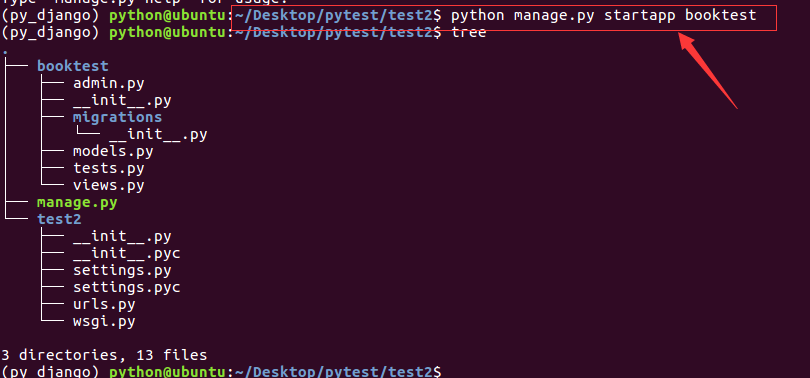 Type 'manage.py help' for usage.
(py_django) python@ubuntu:~/Desktop/pytest/test2$ python manage.py startapp booktest
(py_django) python@ubuntu:~/Desktop/pytest/test2$ tree
.
├── booktest
│   ├── admin.py
│   ├── __init__.py
│   ├── migrations
│   │   └── __init__.py
│   ├── models.py
│   ├── tests.py
│   └── views.py
├── manage.py
└── test2
    ├── __init__.py
    ├── __init__.pyc
    ├── settings.py
    ├── settings.pyc
    ├── urls.py
    └── wsgi.py
3 directories, 13 files
(py_django) python@ubuntu:~/Desktop/pytest/test2$